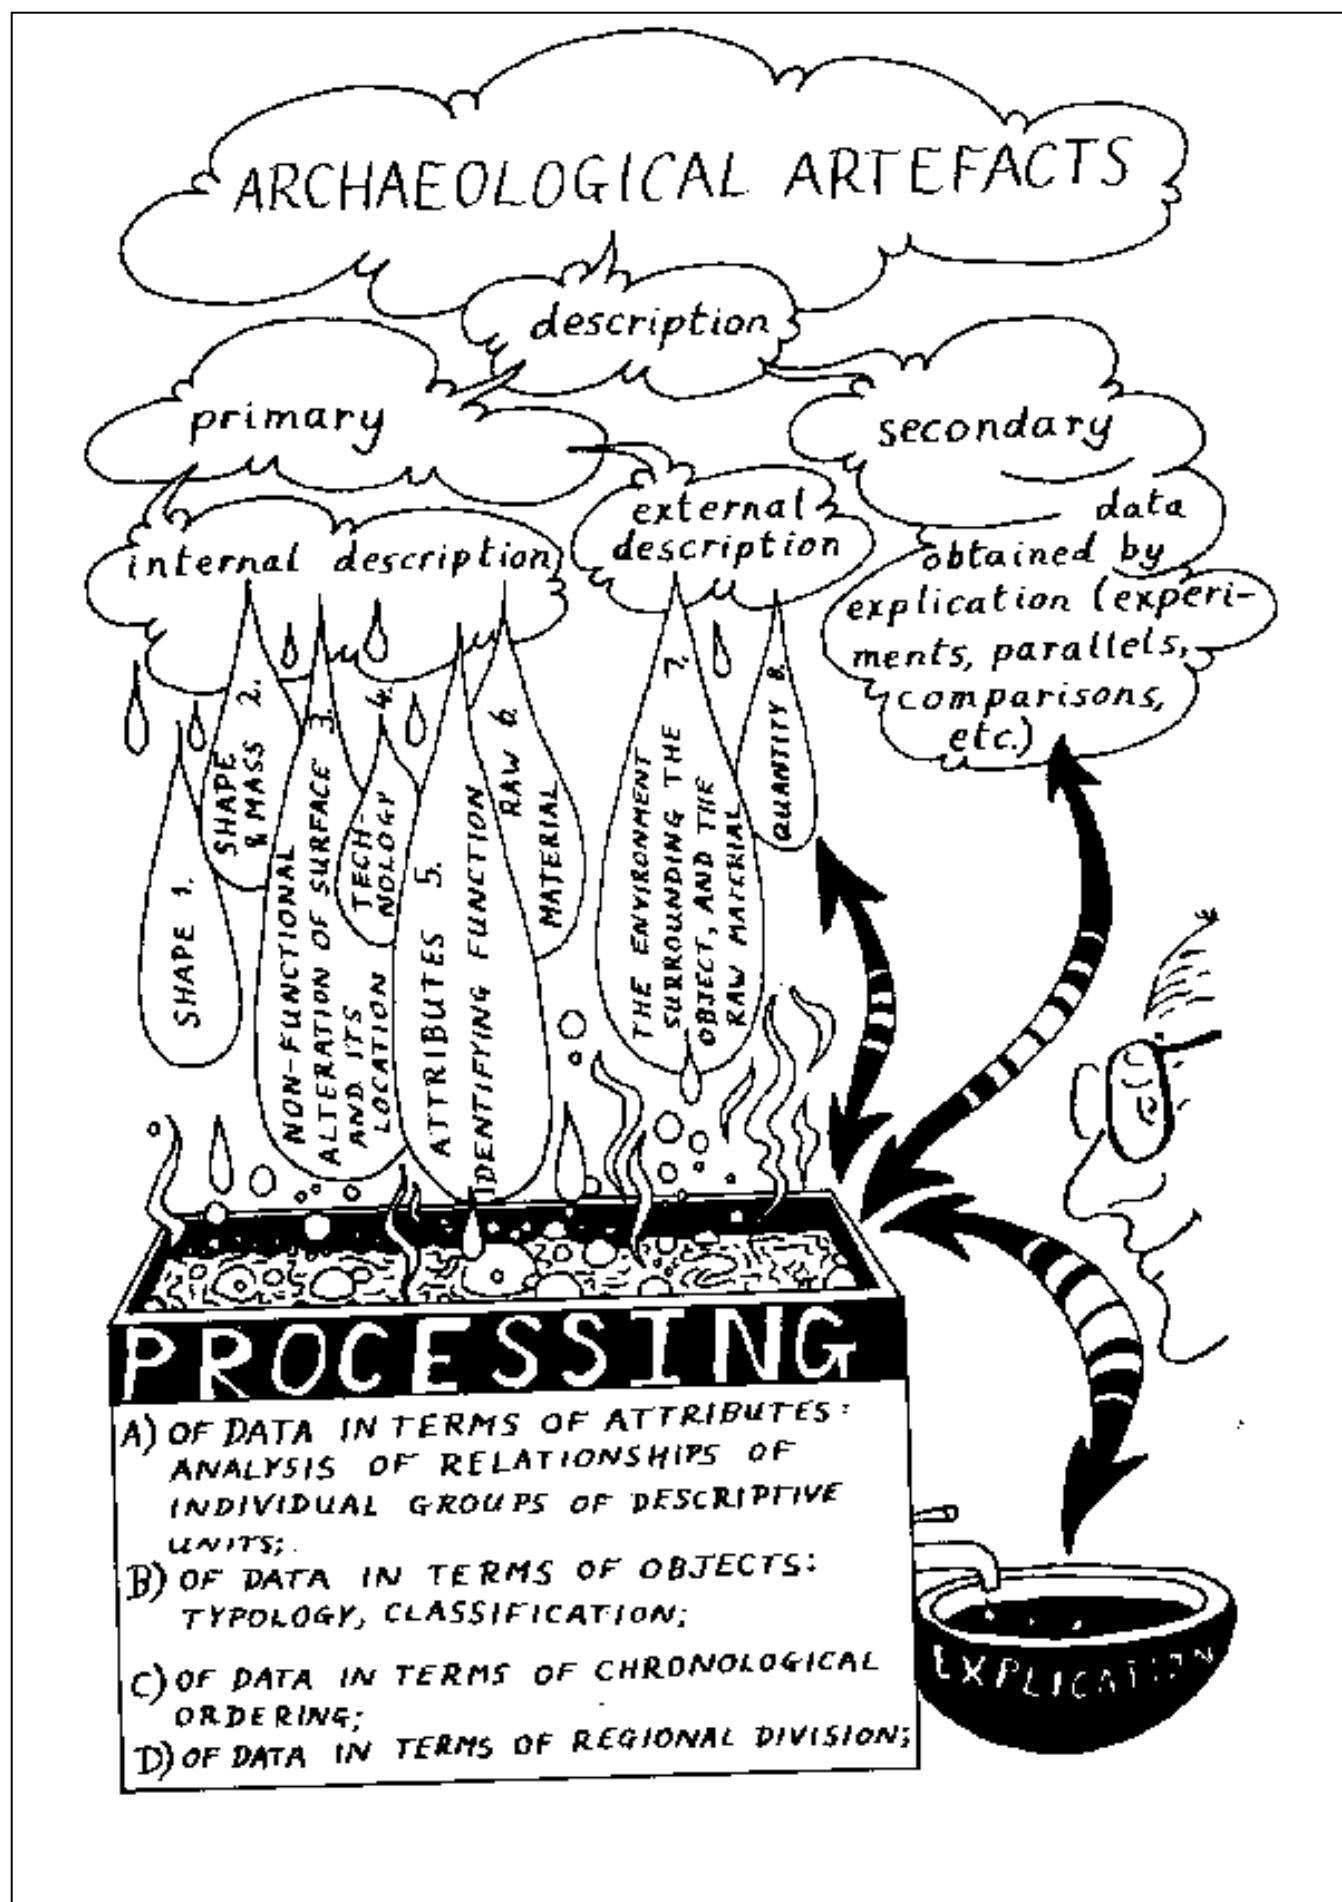 ARCHAEOLOGICAL ARTEFACTS
description
primary
secondary
internal description
external
description
data
obtained by
explication (experi-
ments, parallels,
comparisons,
etc.)
SHAPE 1.
SHAPE 2.
& MASS
NON-FUNCTIONAL
ALTERATION OF SURFACE 3.
AND ITS
LOCATION
TECH- 4.
NOLOGY
ATTRIBUTES 5.
IDENTIFYING FUNCTION
RAW 6.
MATERIAL
THE ENVIRONMENT 7.
SURROUNDING THE
OBJECT, AND THE
RAW MATERIAL
QUANTITY 8.
PROCESSING
A) OF DATA IN TERMS OF ATTRIBUTES:
ANALYSIS OF RELATIONSHIPS OF
INDIVIDUAL GROUPS OF DESCRIPTIVE
UNITS;
B) OF DATA IN TERMS OF OBJECTS:
TYPOLOGY, CLASSIFICATION;
C) OF DATA IN TERMS OF CHRONOLOGICAL
ORDERING;
D) OF DATA IN TERMS OF REGIONAL DIVISION;
EXPLICATION